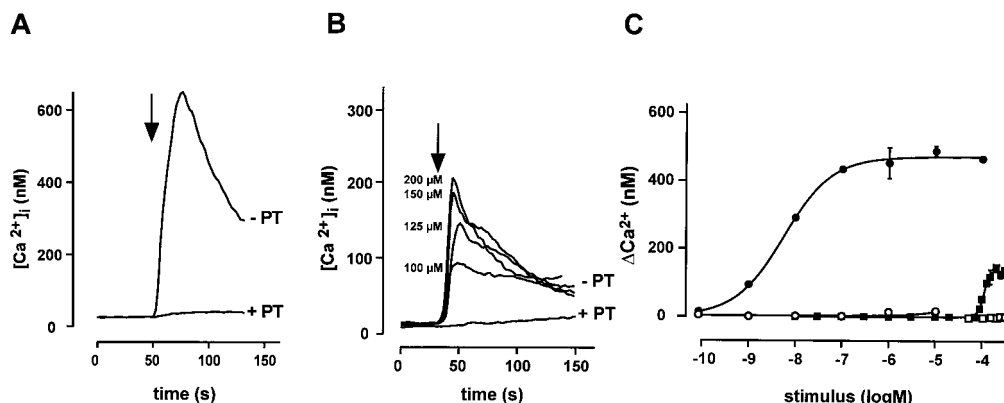 A
B
C
600
400
200
0
[Ca 2+]i (nM)
- PT
+ PT
0
50
100
150
time (s)
300
200
100
0
[Ca 2+]i (nM)
200 µM
150 µM
125 µM
100 µM
- PT
+ PT
0
50
100
150
time (s)
600
400
200
0
ΔCa2+ (nM)
-10
-9
-8
-7
-6
-5
-4
stimulus (logM)